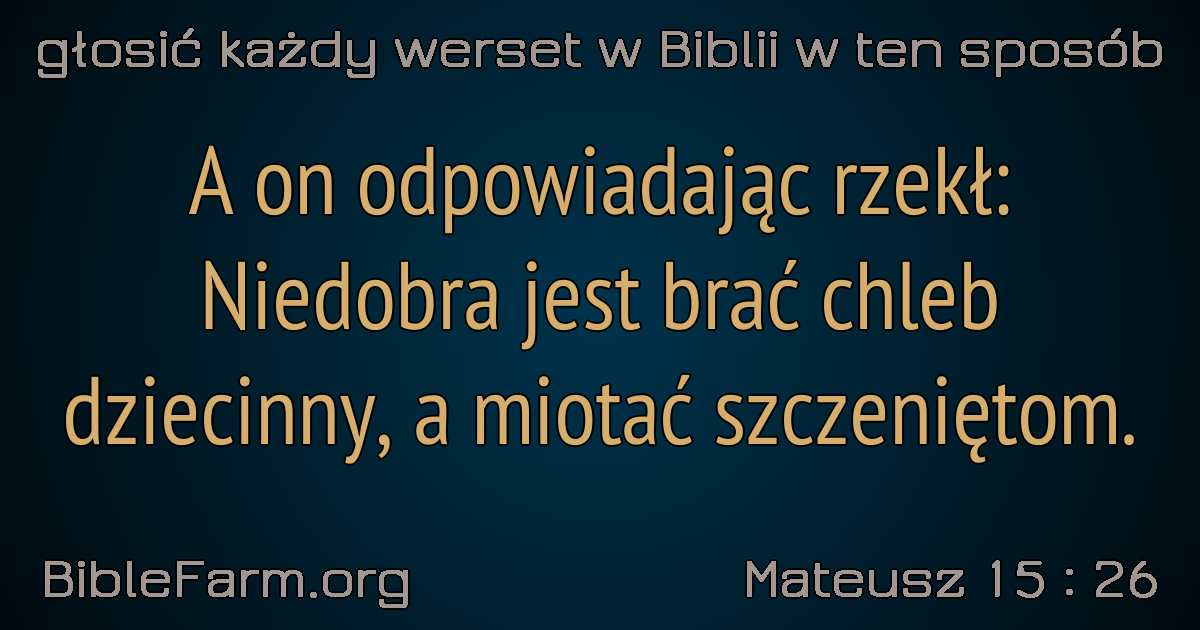 głosić każdy werset w Biblii w ten sposób
A on odpowiadając rzekł:
Niedobra jest brać chleb
dziecinny, a miotać szczeniętom.
BibleFarm.org
Mateusz 15 : 26